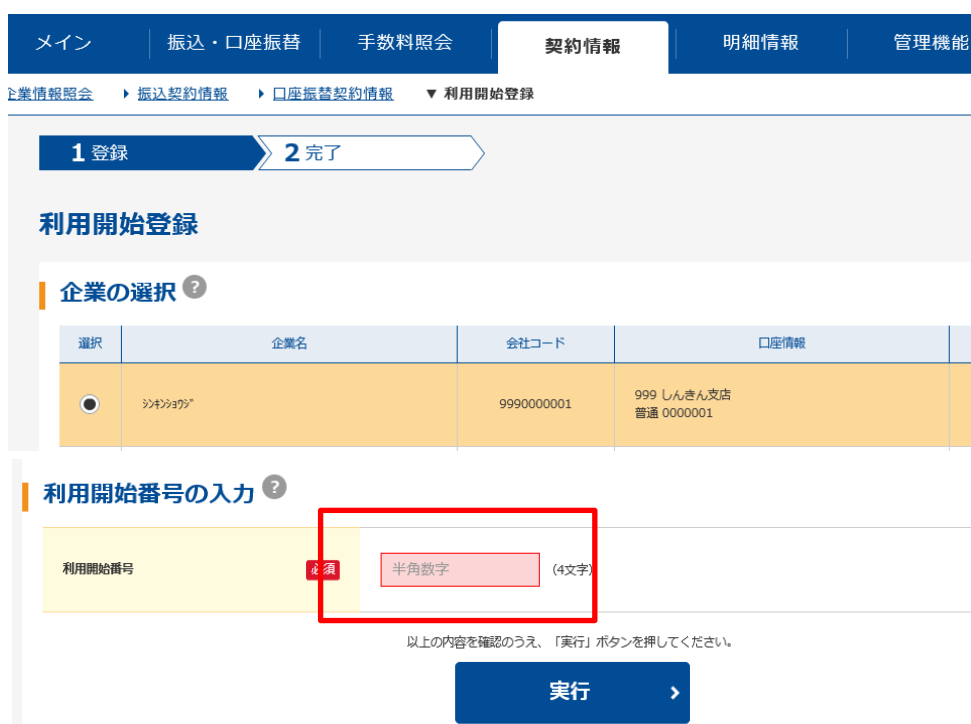 メイン 振込・口座振替 手数料照会 契約情報 明細情報 管理機能
企業情報照会 振込契約情報 口座振替契約情報 ▼ 利用開始登録
1 登録 2 完了
利用開始登録
企業の選択 ?
選択 企業名 会社コード 口座情報
ｼﾝｷﾝｼｮｳｼﾞ 9990000001 999 しんきん支店
普通 0000001
利用開始番号の入力 ?
利用開始番号 必須 半角数字 (4文字)
以上の内容を確認のうえ、「実行」ボタンを押してください。
実行